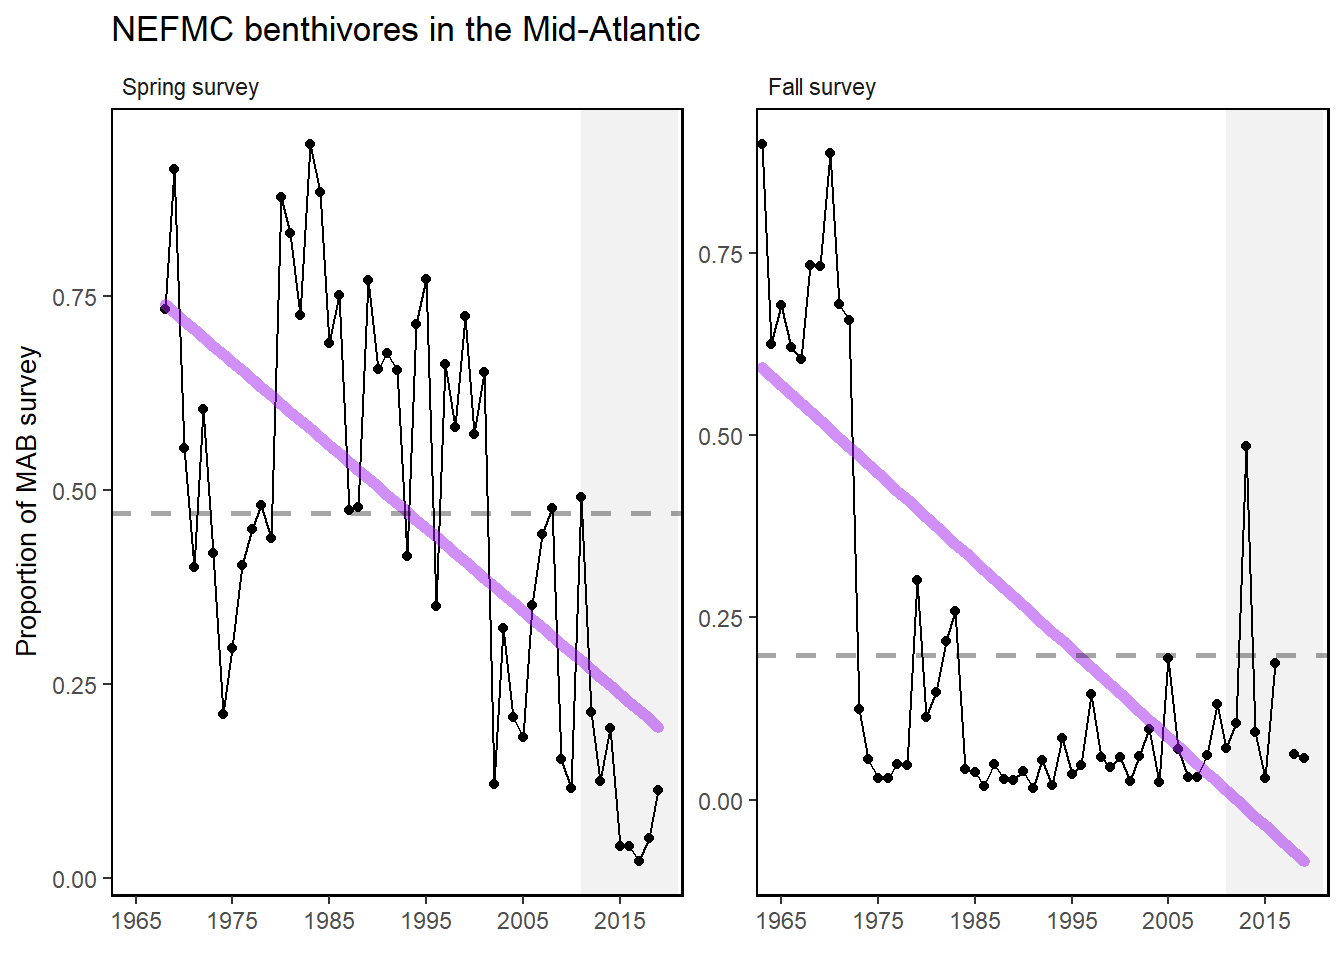 NEFMC benthivores in the Mid-Atlantic
Spring survey
Fall survey
Proportion of MAB survey
0.75
0.50
0.25
0.00
1965 1975 1985 1995 2005 2015
0.75
0.50
0.25
0.00
1965 1975 1985 1995 2005 2015